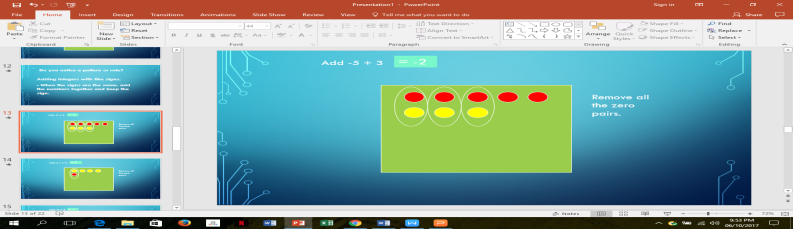 Presentation1 - PowerPoint
Sign in
File Home Insert Design Transitions Animations Slide Show Review View Tell me what you want to do Share
Paste
Cut
Copy
Format Painter
Clipboard
New Slide
Layout
Reset
Section
Slides
Font
Paragraph
Text Direction
Align Text
Convert to SmartArt
Arrange
Quick Styles
Shape Fill
Shape Outline
Shape Effects
Drawing
Find
Replace
Select
Editing
12
Do you notice a pattern or rule?
Adding integers with like signs.
When the signs are the same, add the numbers together and keep the sign.
13
14
15
Add -5 + 3 = -2
Remove all
the zero
pairs.
Slide 13 of 22
Notes
73%
9:53 PM
06/10/2017